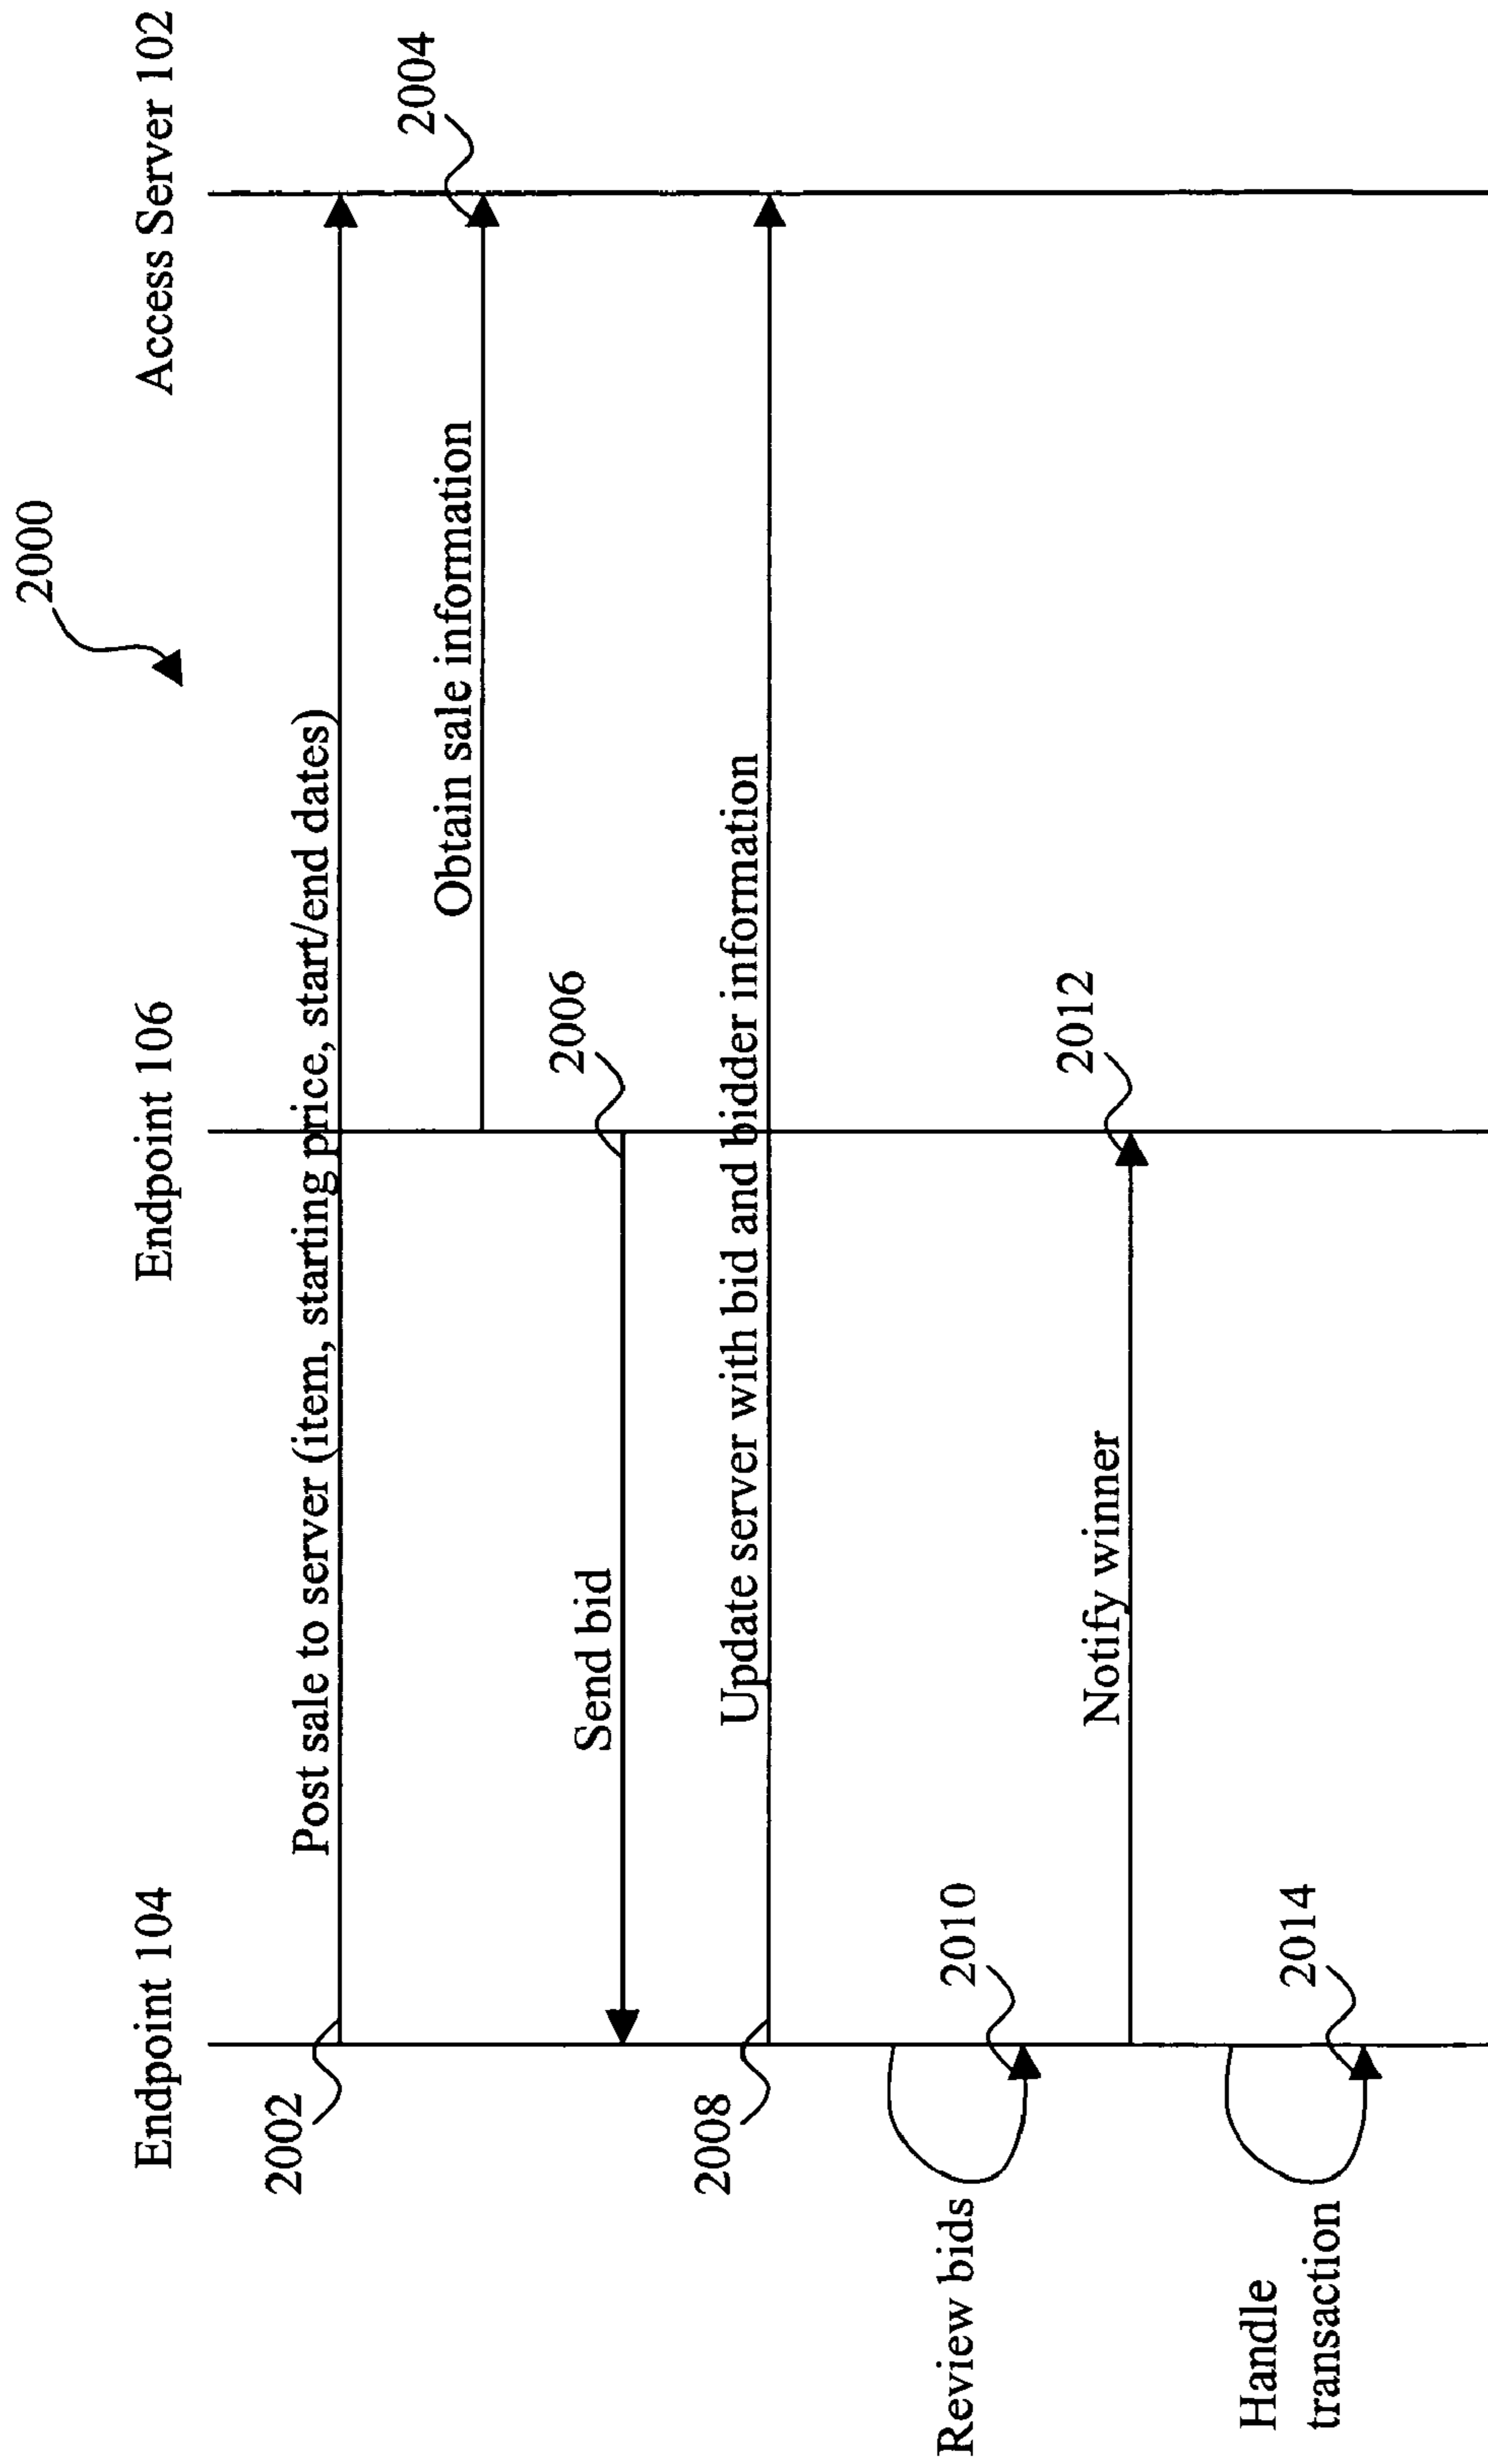 2000
Endpoint 104
Endpoint 106
Access Server 102
2002
Post sale to server (item, starting price, start/end dates)
2004
Obtain sale information
2006
Send bid
2008
Update server with bid and bidder information
Review bids
2010
2012
Notify winner
Handle
transaction
2014